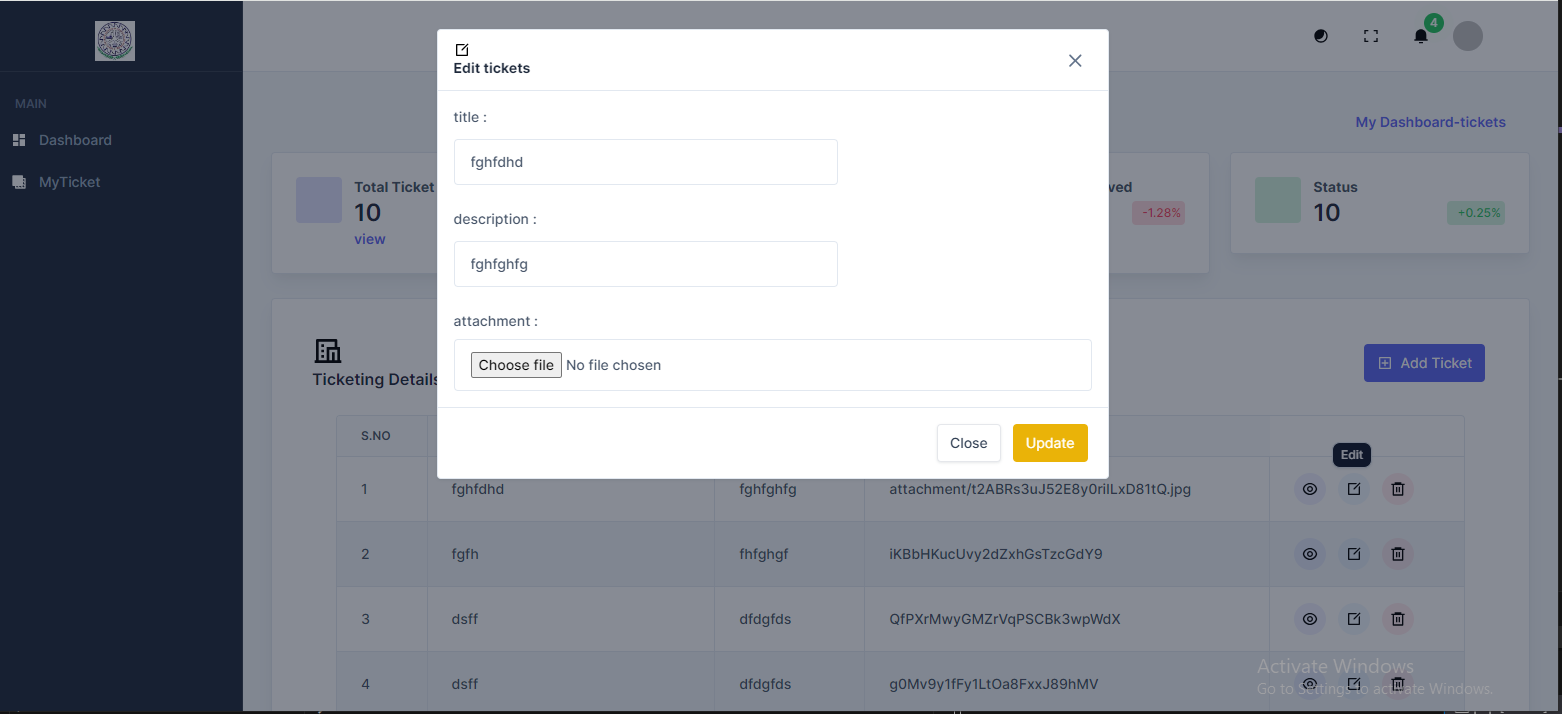 4
Edit tickets
MAIN
title :
My Dashboard-tickets
Dashboard
fghfdhd
MyTicket
Total Ticket
ved
Status
10
-1.28%
10
+0.25%
description :
view
fghfghfg
attachment :
Choose file No file chosen
Add Ticket
Ticketing Details
S.NO
Close
Update
Edit
1 fghfdhd fghfghfg attachment/t2ABRs3uJ52E8y0riILxD81tQ.jpg
2 fgfh fhfghgf iKBbHKucUvy2dZxhGsTzcGdY9
3 dsff dfdgfds QfPXrMwyGMZrVqPSCBk3wpWdX
4 dsff dfdgfds g0Mv9y1fFy1LtOa8FxxJ89hMV
Activate Windows
Go to Settings to activate Windows.